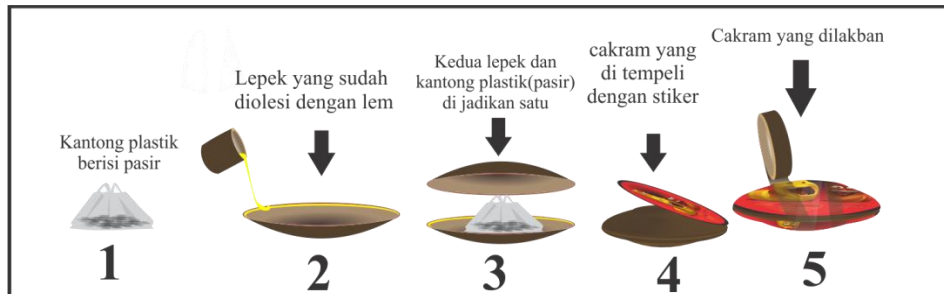 Kantong plastik
berisi pasir
1
Lepek yang sudah
diolesi dengan lem
2
Kedua lepek dan
kantong plastik(pasir)
di jadikan satu
3
cakram yang
di tempeli
dengan stiker
4
Cakram yang dilakban
5